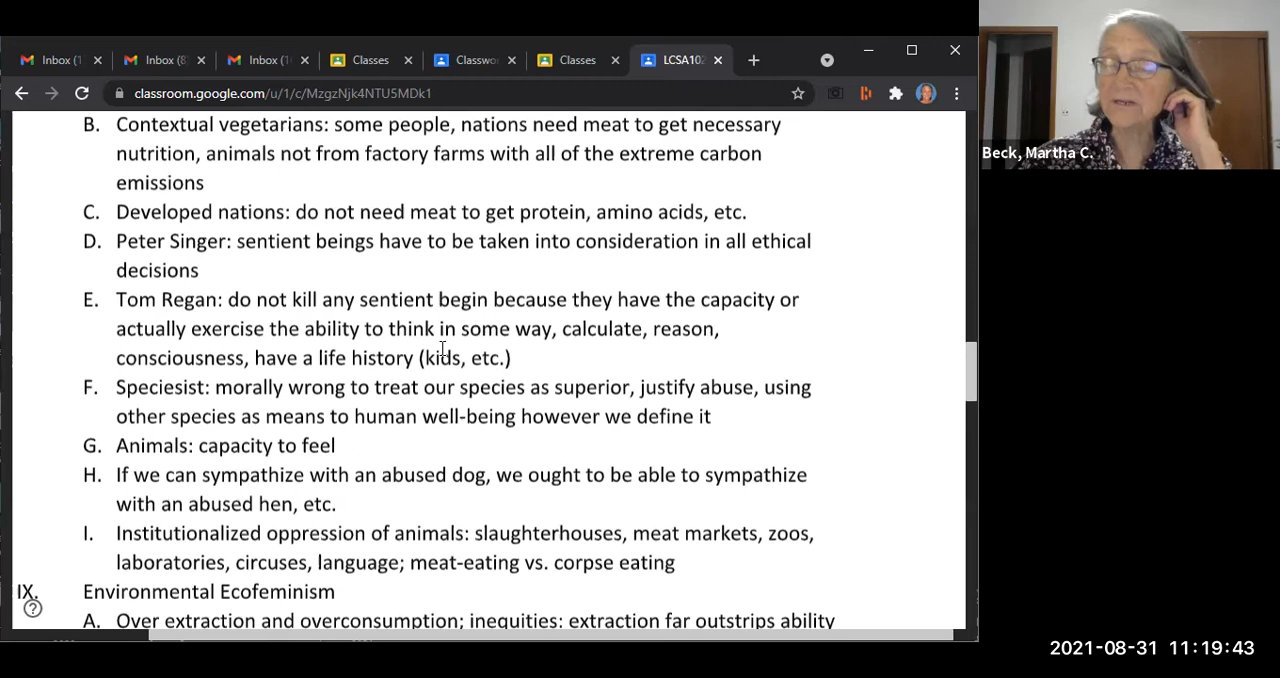 Inbox (1
Inbox (8
Inbox (1
Classes
Classwo
Classes
LCSA102
classroom.google.com/u/1/c/MzgzNjk4NTU5MDk1
B. Contextual vegetarians: some people, nations need meat to get necessary
nutrition, animals not from factory farms with all of the extreme carbon
emissions
C. Developed nations: do not need meat to get protein, amino acids, etc.
D. Peter Singer: sentient beings have to be taken into consideration in all ethical
decisions
E. Tom Regan: do not kill any sentient begin because they have the capacity or
actually exercise the ability to think in some way, calculate, reason,
consciousness, have a life history (kids, etc.)
F. Speciesist: morally wrong to treat our species as superior, justify abuse, using
other species as means to human well-being however we define it
G. Animals: capacity to feel
H. If we can sympathize with an abused dog, we ought to be able to sympathize
with an abused hen, etc.
I. Institutionalized oppression of animals: slaughterhouses, meat markets, zoos,
laboratories, circuses, language; meat-eating vs. corpse eating
IX. Environmental Ecofeminism
A. Over extraction and overconsumption; inequities: extraction far outstrips ability
Beck, Martha C.
2021-08-31 11:19:43